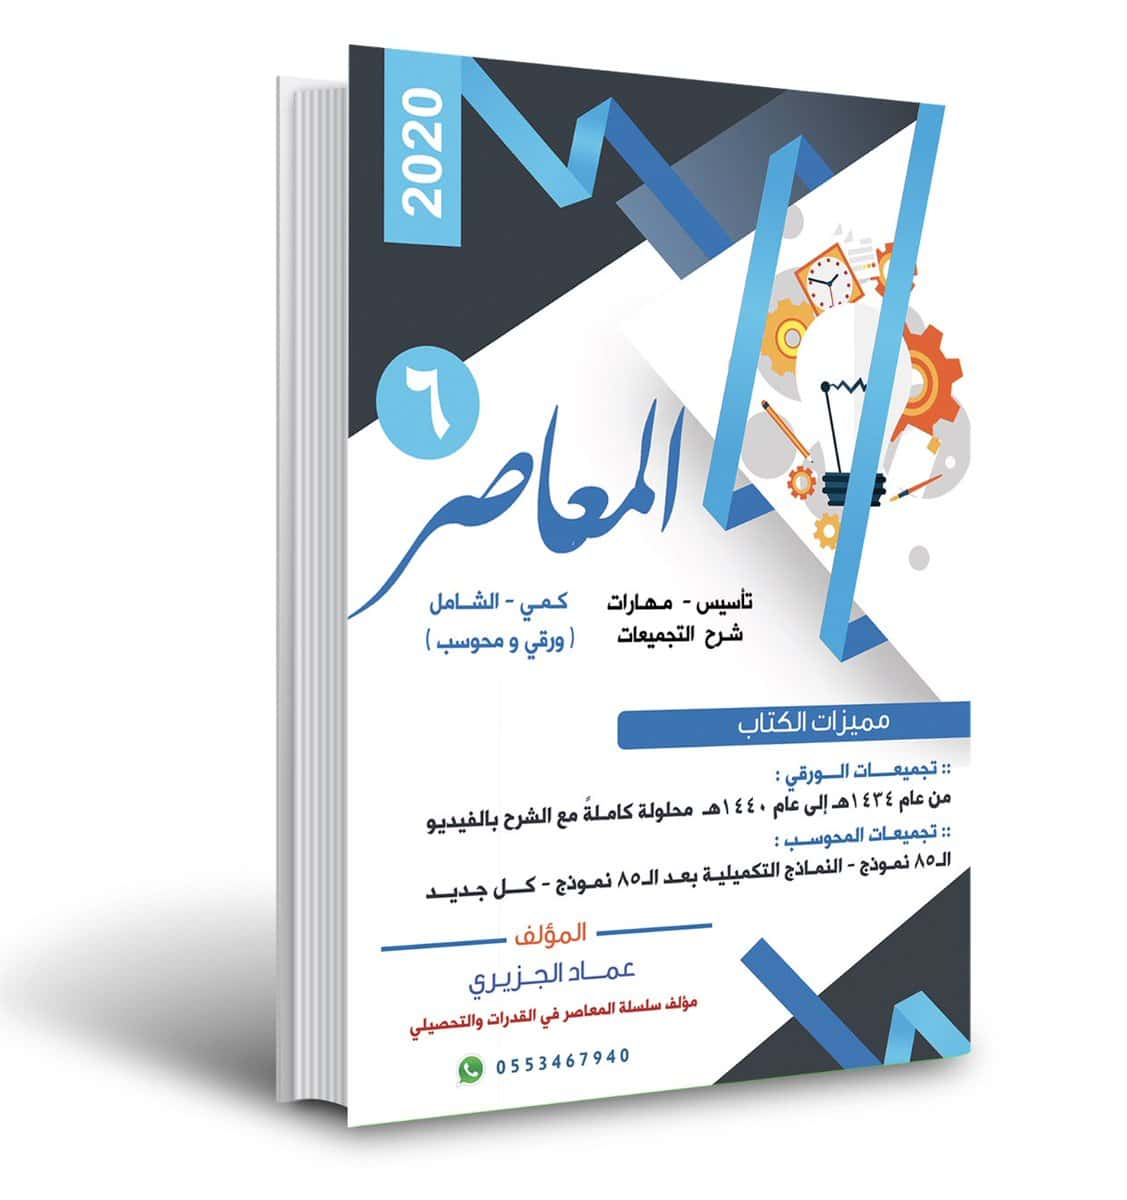 2020
٦
المعاصر
تأسيس - مهارات
شرح التجميعات
كمي - الشامل
(ورقي و محوسب)
مميزات الكتاب
:: تجميعات الورقي :
من عام ١٤٣٤هـ إلى عام ١٤٤٠هـ محلولة كاملةً مع الشرح بالفيديو
:: تجميعات المحوسب :
الـ٨٥ نموذج - النماذج التكميلية بعد الـ٨٥ نموذج - كل جديد
المؤلف
عماد الجزيري
مؤلف سلسلة المعاصر في القدرات والتحصيلي
0553467940